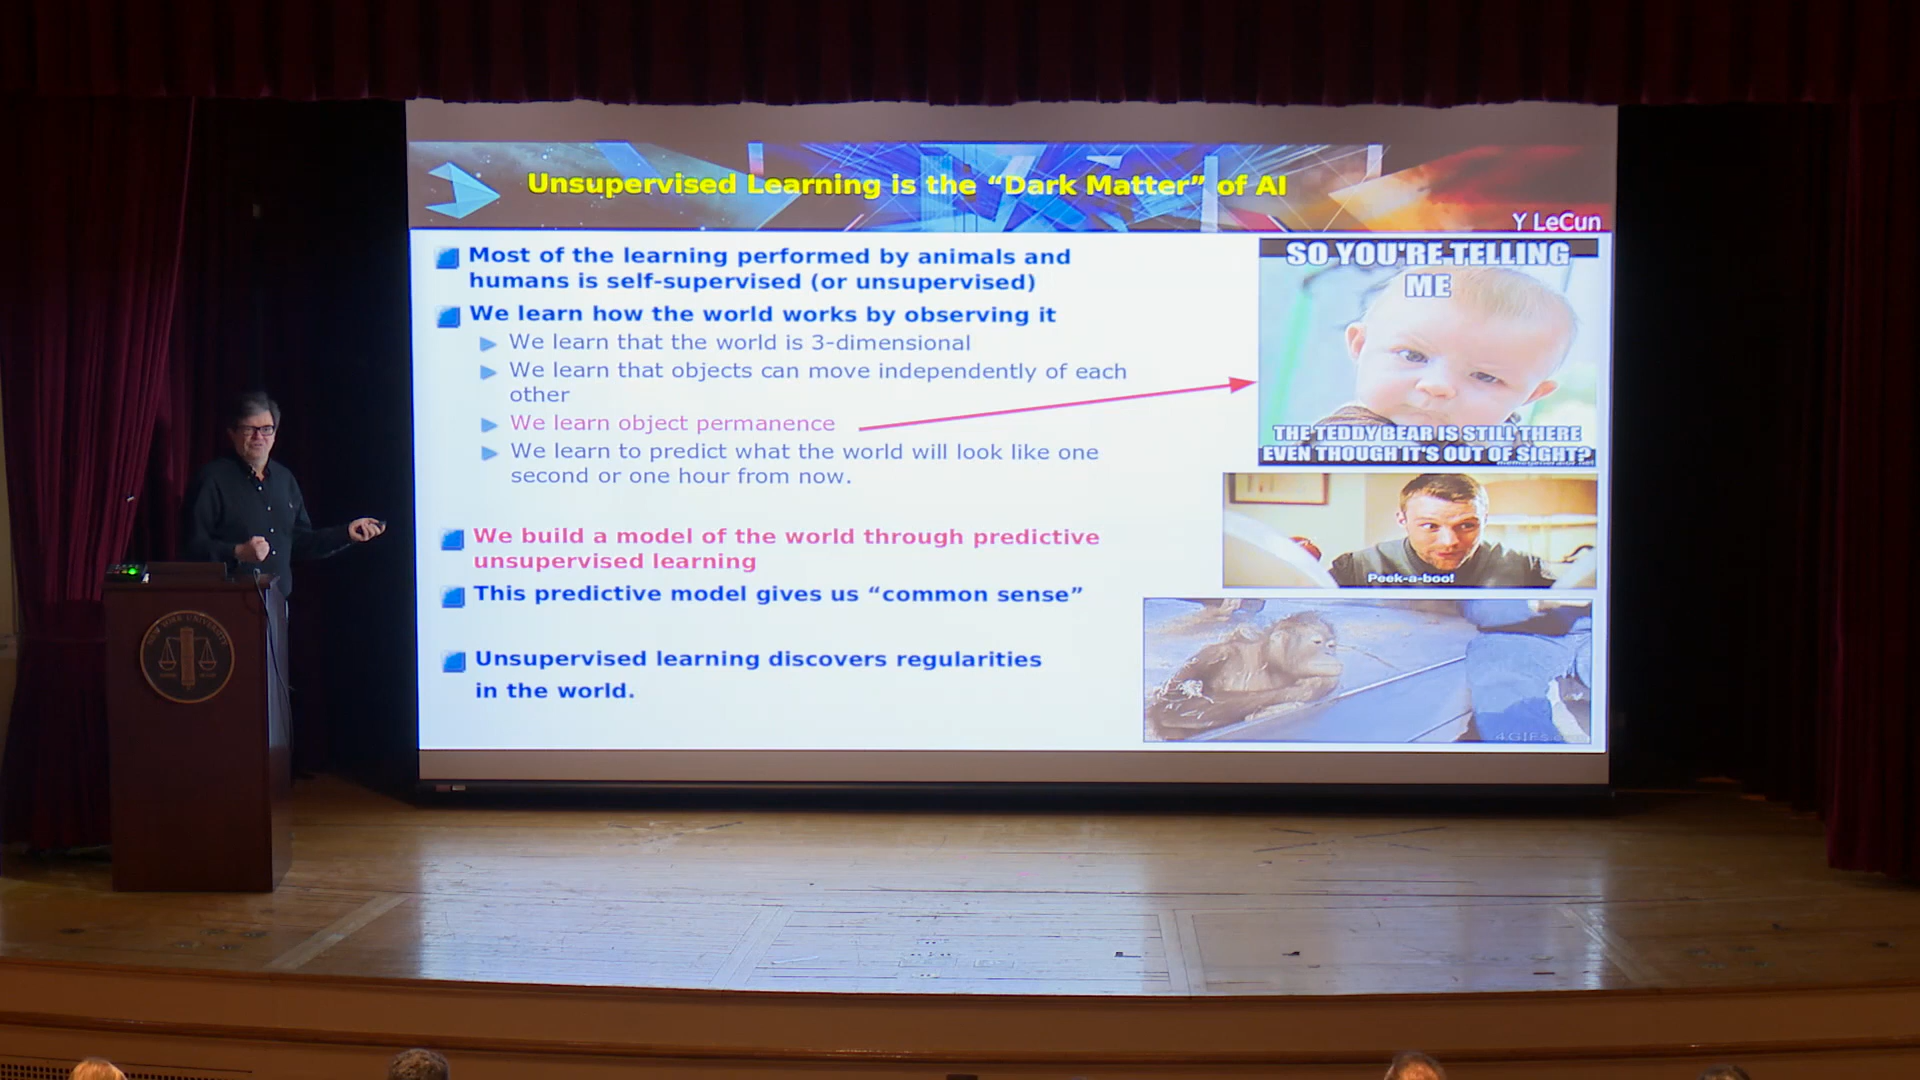 Unsupervised Learning is the “Dark Matter” of AI
Y LeCun
Most of the learning performed by animals and
humans is self-supervised (or unsupervised)
We learn how the world works by observing it
We learn that the world is 3-dimensional
We learn that objects can move independently of each
other
We learn object permanence
We learn to predict what the world will look like one
second or one hour from now.
We build a model of the world through predictive
unsupervised learning
This predictive model gives us “common sense”
Unsupervised learning discovers regularities
in the world.
SO YOU'RE TELLING
ME
THE TEDDY BEAR IS STILL THERE
EVEN THOUGH IT'S OUT OF SIGHT?
Peek-a-boo!
NEW YORK UNIVERSITY